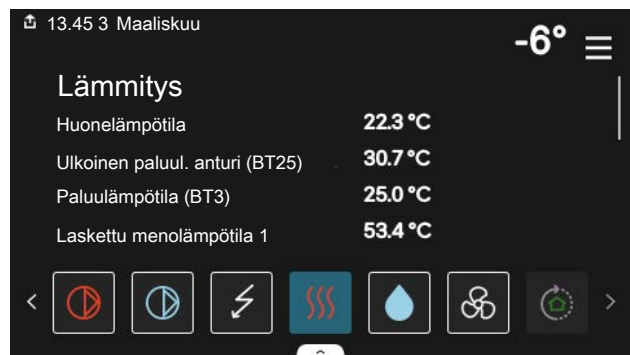 13.45 3 Maaliskuu
-6°
Lämmitys
Huonelämpötila 22.3 °C
Ulkoinen paluul. anturi (BT25) 30.7 °C
Paluulämpötila (BT3) 25.0 °C
Laskettu menolämpötila 1 53.4 °C